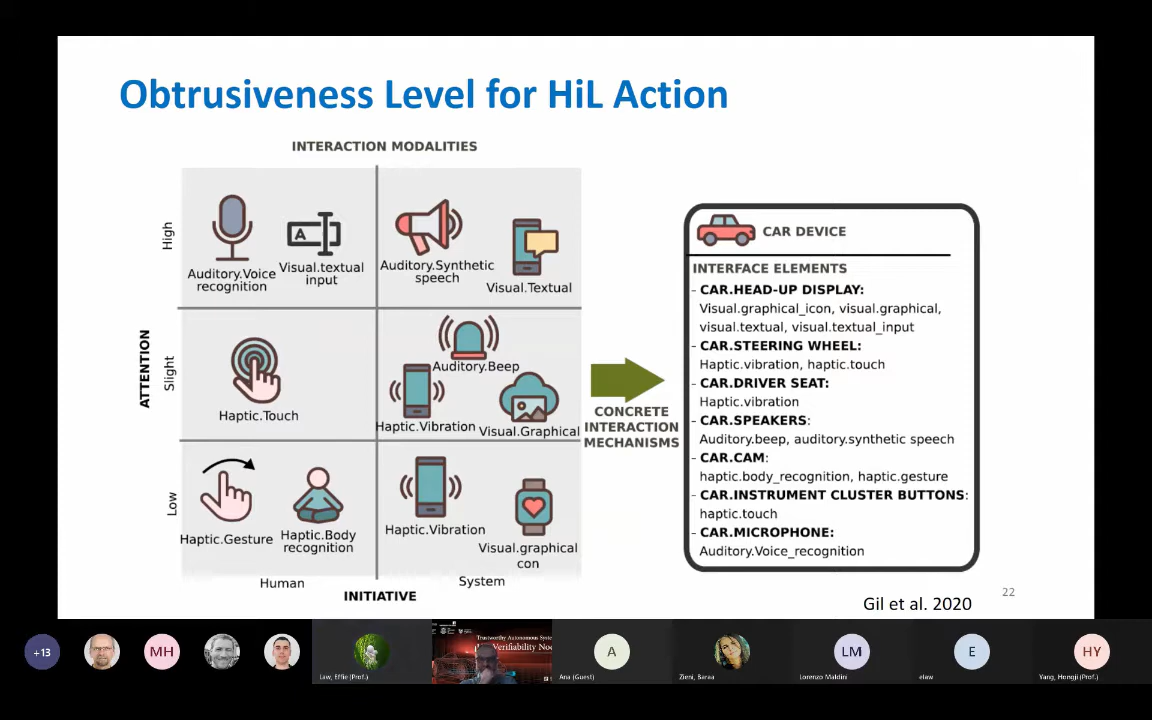 Obtrusiveness Level for HiL Action
INTERACTION MODALITIES
ATTENTION
High
Auditory.Voice
recognition
A
Visual.textual
input
Auditory.Synthetic
speech
Visual.Textual
Slight
Haptic.Touch
Auditory.Beep
Haptic.Vibration
Visual.Graphical
Low
Haptic.Gesture
Haptic.Body
recognition
Haptic.Vibration
Visual.graphical
con
Human
System
INITIATIVE
CONCRETE
INTERACTION
MECHANISMS
CAR DEVICE
INTERFACE ELEMENTS
- CAR.HEAD-UP DISPLAY:
Visual.graphical_icon, visual.graphical,
visual.textual, visual.textual_input
- CAR.STEERING WHEEL:
Haptic.vibration, haptic.touch
- CAR.DRIVER SEAT:
Haptic.vibration
- CAR.SPEAKERS:
Auditory.beep, auditory.synthetic speech
- CAR.CAM:
haptic.body_recognition, haptic.gesture
- CAR.INSTRUMENT CLUSTER BUTTONS:
haptic.touch
- CAR.MICROPHONE:
Auditory.Voice_recognition
22
Gil et al. 2020
+13
MH
Law, Effie (Prof.)
Trustworthy Autonomous Syste
Verifiability No
A
Ana (Guest)
Zieni, Baraa
LM
Lorenzo Maldini
E
elaw
HY
Yang, Hongji (Prof.)